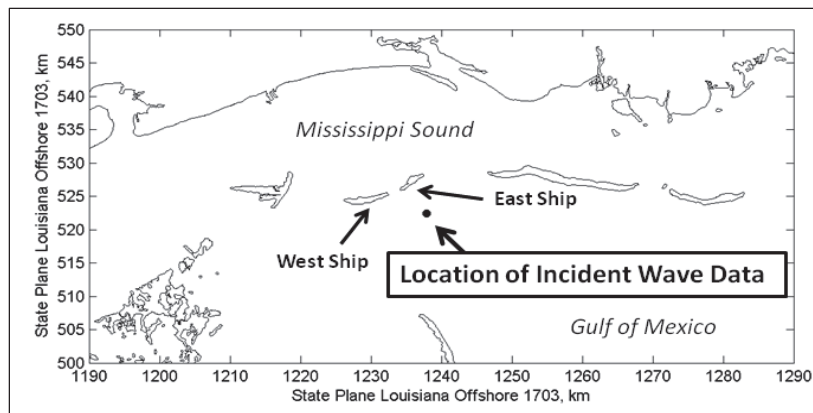 550
545
540
535
530
525
520
515
510
505
500
State Plane Louisiana Offshore 1703, km
Mississippi Sound
East Ship
West Ship
Location of Incident Wave Data
Gulf of Mexico
1190 1200 1210 1220 1230 1240 1250 1260 1270 1280 1290
State Plane Louisiana Offshore 1703, km